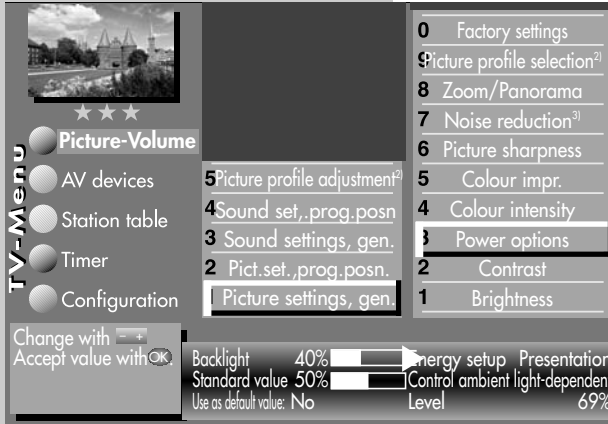 TV-Menu
Picture-Volume
AV devices
Station table
Timer
Configuration
5 Picture profile adjustment2)
4 Sound set,.prog.posn
3 Sound settings, gen.
2 Pict.set.,prog.posn.
Picture settings, gen.
0 Factory settings
9 Picture profile selection2)
8 Zoom/Panorama
7 Noise reduction3)
6 Picture sharpness
5 Colour impr.
4 Colour intensity
3 Power options
2 Contrast
1 Brightness
Change with - +
Accept value with OK.
Backlight 40%
Standard value 50%
Use as default value: No
Energy setup Presentation
Control ambient light-dependen
Level 69%